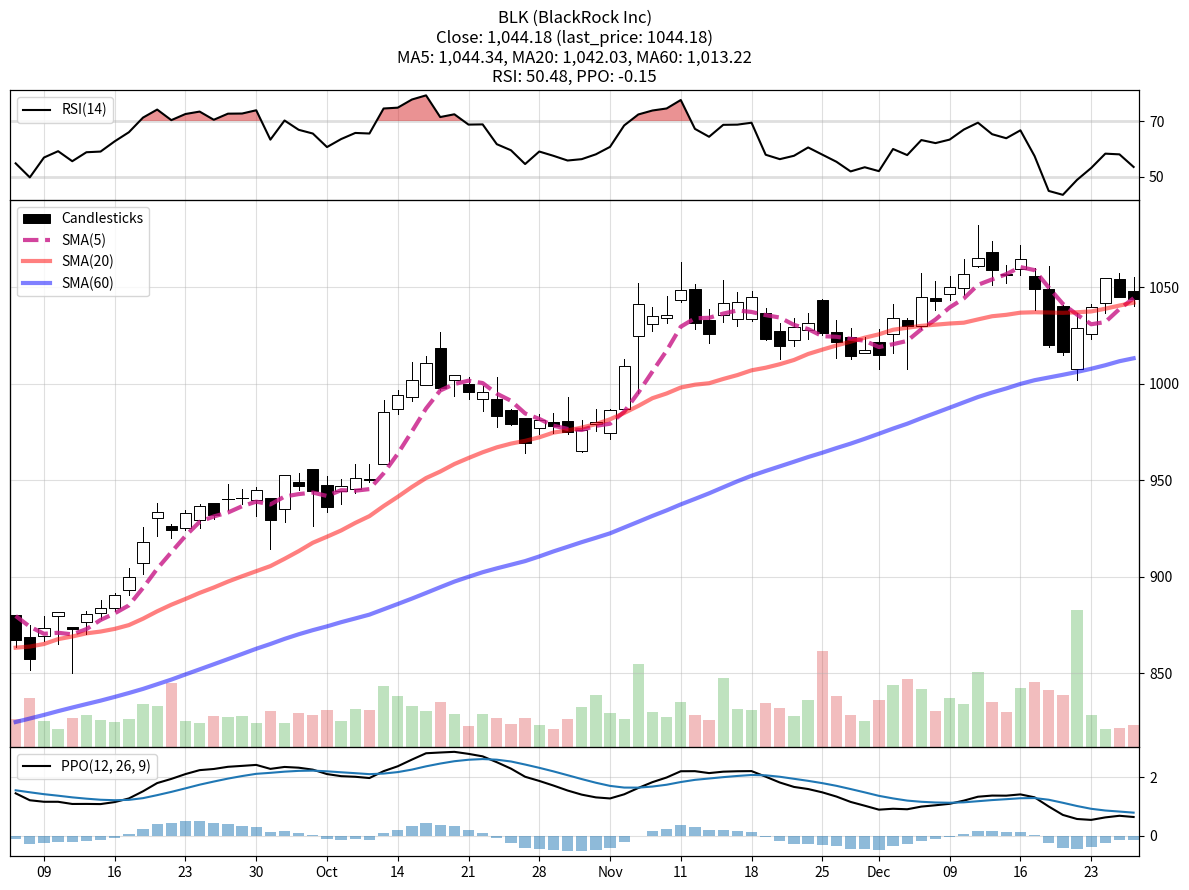 BLK (BlackRock Inc)
Close: 1,044.18 (last_price: 1044.18)
MA5: 1,044.34, MA20: 1,042.03, MA60: 1,013.22
RSI: 50.48, PPO: -0.15
RSI(14)
70
50
Candlesticks
SMA(5)
SMA(20)
SMA(60)
1050
1000
950
900
850
PPO(12, 26, 9)
2
0
09 16 23 30 Oct 14 21 28 Nov 11 18 25 Dec 09 16 23